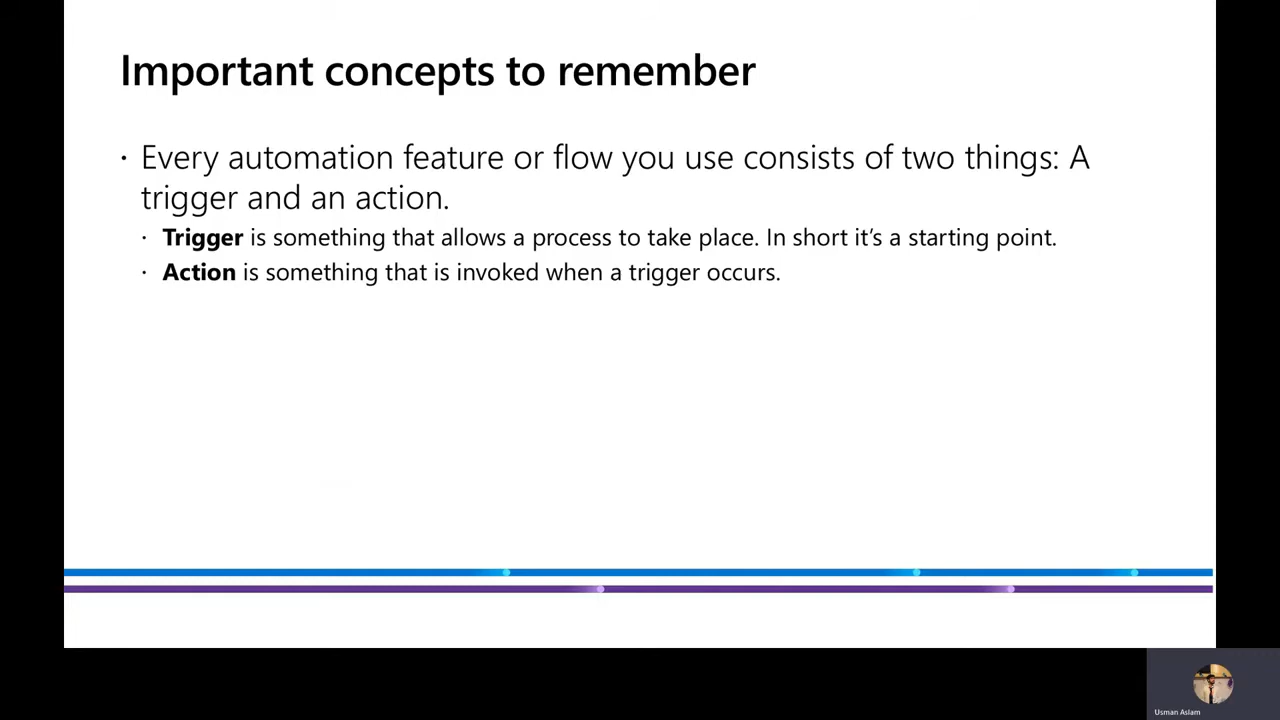 Important concepts to remember
· Every automation feature or flow you use consists of two things: A
trigger and an action.
· Trigger is something that allows a process to take place. In short it’s a starting point.
· Action is something that is invoked when a trigger occurs.
Usman Aslam